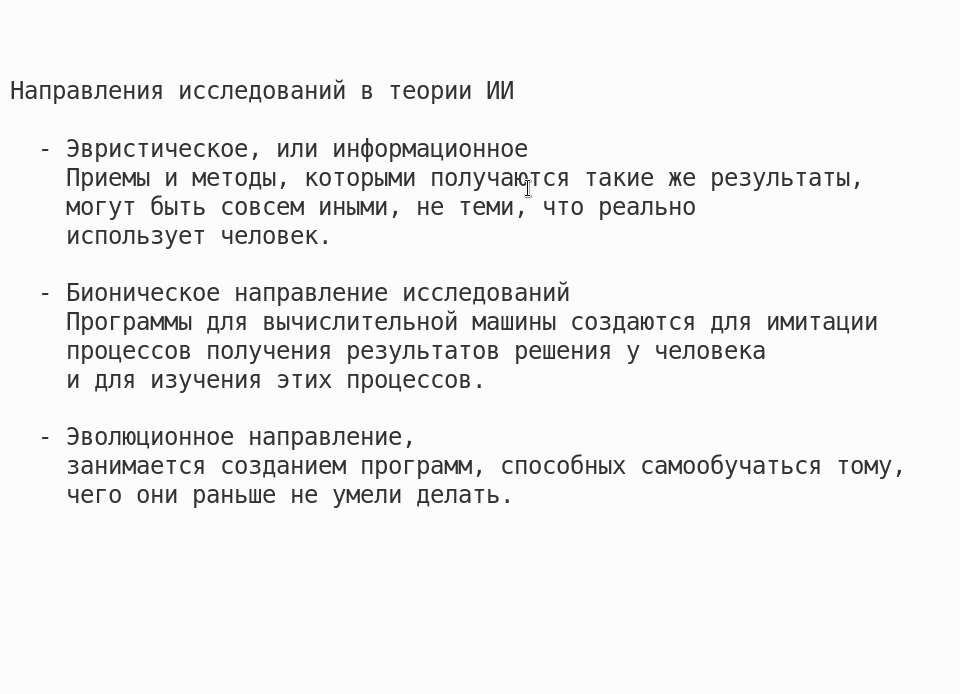 Направления исследований в теории ИИ
- Эвристическое, или информационное
Приемы и методы, которыми получаются такие же результаты,
могут быть совсем иными, не теми, что реально
использует человек.
- Бионическое направление исследований
Программы для вычислительной машины создаются для имитации
процессов получения результатов решения у человека
и для изучения этих процессов.
- Эволюционное направление,
занимается созданием программ, способных самообучаться тому,
чего они раньше не умели делать.